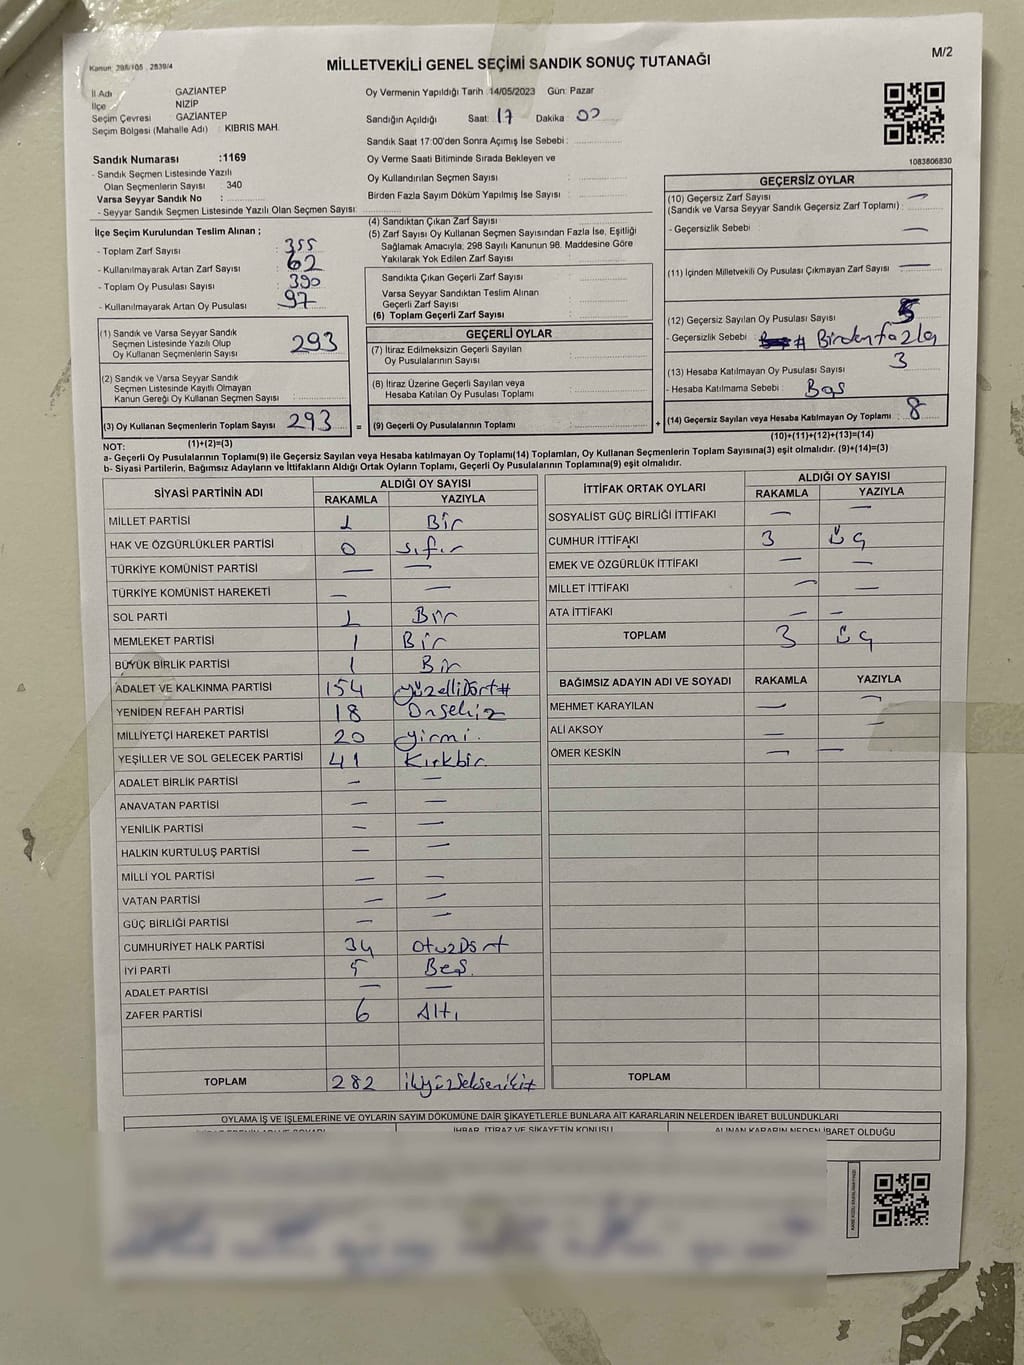 Kanun: 298/105 , 2839/4
MİLLETVEKİLİ GENEL SEÇİMİ SANDIK SONUÇ TUTANAĞI
M/2
İl Adı : GAZİANTEP
İlçe NİZİP
Seçim Çevresi : GAZİANTEP
Seçim Bölgesi (Mahalle Adı) : KIBRIS MAH.
Oy Vermenin Yapıldığı Tarih :14/05/2023 Gün: Pazar
Sandığın Açıldığı Saat: 17 Dakika : 00
Sandık Saat 17:00'den Sonra Açımış İse Sebebi :
Sandık Numarası :1169
- Sandık Seçmen Listesinde Yazılı
Olan Seçmenlerin Sayısı : 340
Varsa Seyyar Sandık No :
- Seyyar Sandık Seçmen Listesinde Yazılı Olan Seçmen Sayısı:
Oy Verme Saati Bitiminde Sırada Bekleyen ve
Oy Kullandırılan Seçmen Sayısı :
Birden Fazla Sayım Döküm Yapılmış İse Sayısı :
1083806830
İlçe Seçim Kurulundan Teslim Alınan ;
- Toplam Zarf Sayısı : 355
- Kullanılmayarak Artan Zarf Sayısı : 62
- Toplam Oy Pusulası Sayısı : 390
- Kullanılmayarak Artan Oy Pusulası : 97
(1) Sandık ve Varsa Seyyar Sandık
Seçmen Listesinde Yazılı Olup
Oy Kullanan Seçmenlerin Sayısı : 293
(2) Sandık ve Varsa Seyyar Sandık
Seçmen Listesinde Kayıtlı Olmayan
Kanun Gereği Oy Kullanan Seçmen Sayısı :
(3) Oy Kullanan Seçmenlerin Toplam Sayısı : 293
(1)+(2)=(3)
(4) Sandıktan Çıkan Zarf Sayısı :
(5) Zarf Sayısı Oy Kullanan Seçmen Sayısından Fazla İse, Eşitliği
Sağlamak Amacıyla; 298 Sayılı Kanunun 98. Maddesine Göre
Yakılarak Yok Edilen Zarf Sayısı :
Sandıkta Çıkan Geçerli Zarf Sayısı :
Varsa Seyyar Sandıktan Teslim Alınan
Geçerli Zarf Sayısı :
(6) Toplam Geçerli Zarf Sayısı :
GEÇERLİ OYLAR
(7) İtiraz Edilmeksizin Geçerli Sayılan
Oy Pusulalarının Sayısı :
(8) İtiraz Üzerine Geçerli Sayılan veya
Hesaba Katılan Oy Pusulalarının Toplamı :
= (9) Geçerli Oy Pusulalarının Toplamı : +
GEÇERSİZ OYLAR
(10) Geçersiz Zarf Sayısı —
(Sandık ve Varsa Seyyar Sandık Geçersiz Zarf Toplamı) :
- Geçersizlik Sebebi : —
(11) İçinden Milletvekili Oy Pusulası Çıkmayan Zarf Sayısı : —
(12) Geçersiz Sayılan Oy Pusulası Sayısı : 5
- Geçersizlik Sebebi : # Birden fazla
(13) Hesaba Katılmayan Oy Pusulası Sayısı : 3
- Hesaba Katılmama Sebebi : Boş
(14) Geçersiz Sayılan veya Hesaba Katılmayan Oy Toplamı : 8
(10)+(11)+(12)+(13)=(14)
NOT:
a- Geçerli Oy Pusulalarının Toplamı(9) ile Geçersiz Sayılan veya Hesaba katılmayan Oy Toplamı(14) Toplamları, Oy Kullanan Seçmenlerin Toplam Sayısına(3) eşit olmalıdır. (9)+(14)=(3)
b- Siyasi Partilerin, Bağımsız Adayların ve İttifakların Aldığı Ortak Oyların Toplamı, Geçerli Oy Pusulalarının Toplamına(9) eşit olmalıdır.
SİYASİ PARTİNİN ADI ALDIĞI OY SAYISI
RAKAMLA YAZIYLA
MİLLET PARTİSİ 1 Bir
HAK VE ÖZGÜRLÜKLER PARTİSİ 0 sıfır
TÜRKİYE KOMÜNİST PARTİSİ — —
TÜRKİYE KOMÜNİST HAREKETİ — —
SOL PARTİ 1 Bir
MEMLEKET PARTİSİ 1 Bir
BÜYÜK BİRLİK PARTİSİ 1 Bir
ADALET VE KALKINMA PARTİSİ 154 yüzelliDört#
YENİDEN REFAH PARTİSİ 18 Onsekiz
MİLLİYETÇİ HAREKET PARTİSİ 20 yirmi.
YEŞİLLER VE SOL GELECEK PARTİSİ 41 Kırkbir
ADALET BİRLİK PARTİSİ — —
ANAVATAN PARTİSİ — —
YENİLİK PARTİSİ — —
HALKIN KURTULUŞ PARTİSİ — —
MİLLİ YOL PARTİSİ — —
VATAN PARTİSİ — —
GÜÇ BİRLİĞİ PARTİSİ — —
CUMHURİYET HALK PARTİSİ 34 OtuzDört
İYİ PARTİ 5 Beş.
ADALET PARTİSİ — —
ZAFER PARTİSİ 6 Altı
TOPLAM 282 ikiyüzsekseniki#
İTTİFAK ORTAK OYLARI ALDIĞI OY SAYISI
RAKAMLA YAZIYLA
SOSYALİST GÜÇ BİRLİĞİ İTTİFAKI — —
CUMHUR İTTİFAKI 3 Üç
EMEK VE ÖZGÜRLÜK İTTİFAKI — —
MİLLET İTTİFAKI — —
ATA İTTİFAKI — —
TOPLAM 3 Üç
BAĞIMSIZ ADAYIN ADI VE SOYADI RAKAMLA YAZIYLA
MEHMET KARAYILAN — —
ALİ AKSOY — —
ÖMER KESKİN — —
TOPLAM
OYLAMA İŞ VE İŞLEMLERİNE VE OYLARIN SAYIM DÖKÜMÜNE DAİR ŞİKAYETLERLE BUNLARA AİT KARARLARIN NELERDEN İBARET BULUNDUKLARI
İHBAR, İTİRAZ VE ŞİKAYETİN KONUSU ALINAN KARARIN NEDEN İBARET OLDUĞU